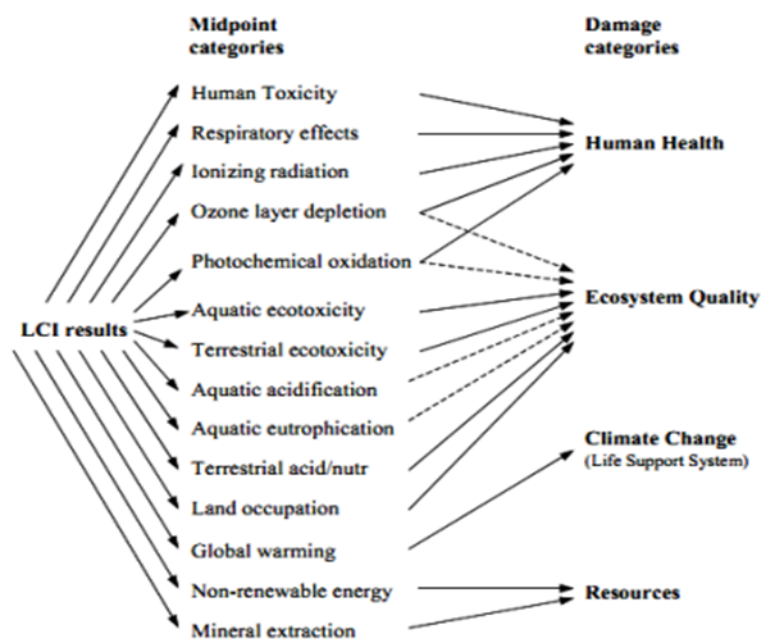 Midpoint
categories
Damage
categories
Human Toxicity
Respiratory effects
Human Health
Ionizing radiation
Ozone layer depletion
Photochemical oxidation
Ecosystem Quality
Aquatic ecotoxicity
LCI results
Terrestrial ecotoxicity
Aquatic acidification
Aquatic eutrophication
Climate Change
(Life Support System)
Terrestrial acid/nutr
Land occupation
Global warming
Non-renewable energy
Resources
Mineral extraction